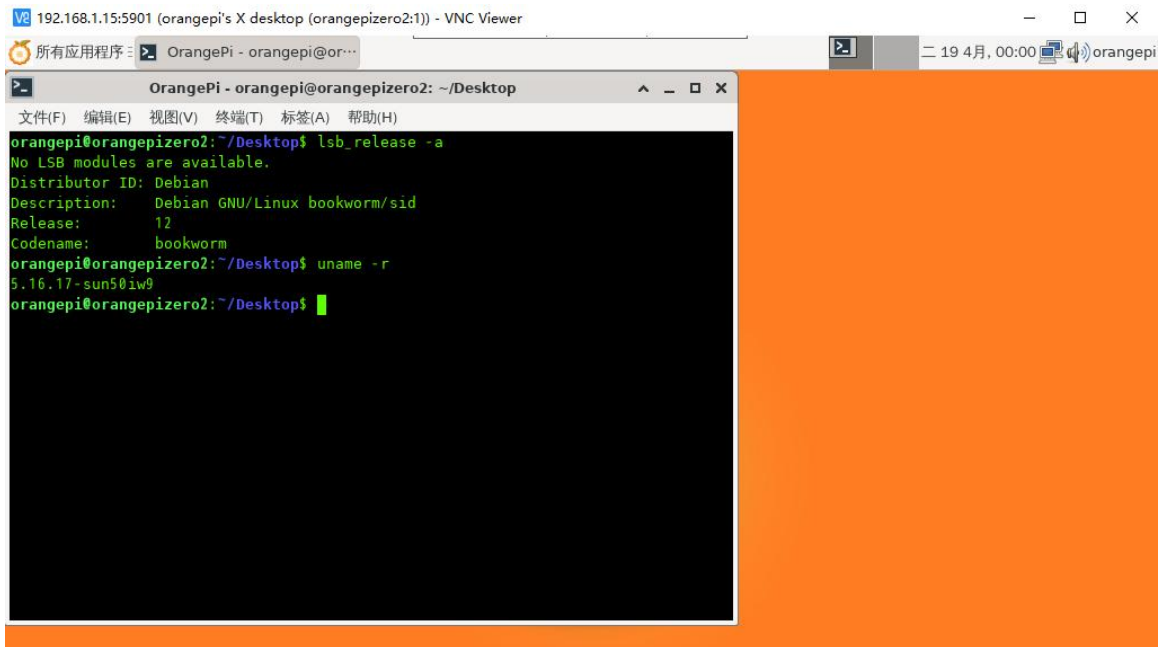 192.168.1.15:5901 (orangepi's X desktop (orangepizero2:1)) - VNC Viewer
所有应用程序 OrangePi - orangepi@or… 二 19 4月, 00:00 orangepi
OrangePi - orangepi@orangepizero2: ~/Desktop
文件(F) 编辑(E) 视图(V) 终端(T) 标签(A) 帮助(H)
orangepi@orangepizero2:~/Desktop$ lsb_release -a
No LSB modules are available.
Distributor ID: Debian
Description: Debian GNU/Linux bookworm/sid
Release: 12
Codename: bookworm
orangepi@orangepizero2:~/Desktop$ uname -r
5.16.17-sun50iw9
orangepi@orangepizero2:~/Desktop$